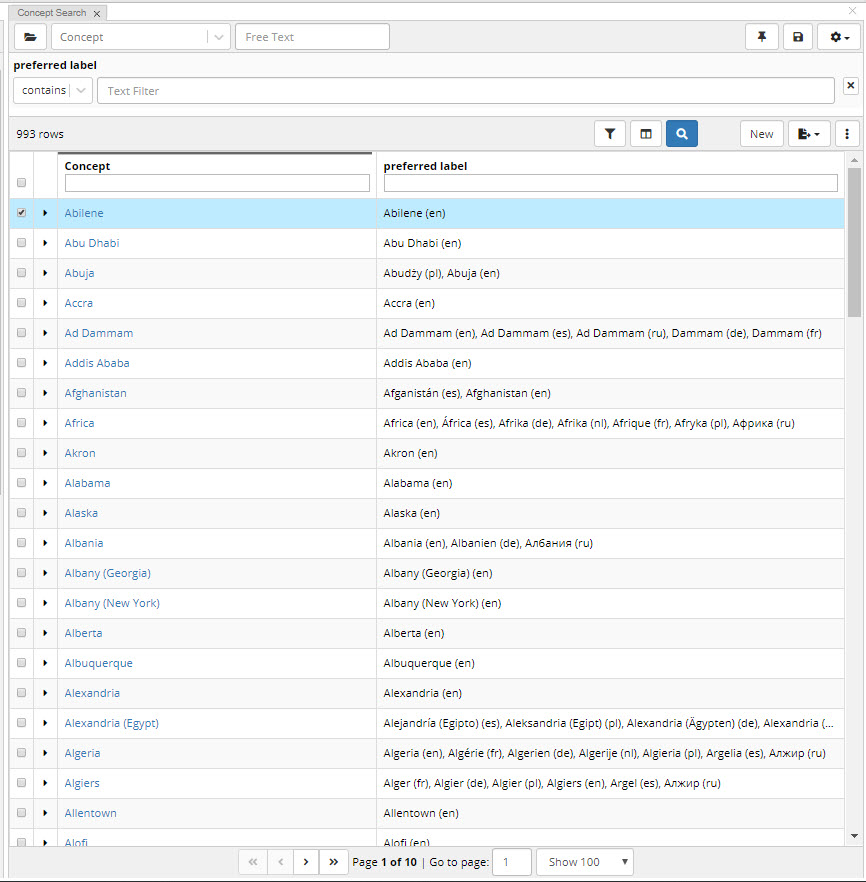 Concept Search
Concept Free Text
preferred label
contains Text Filter
993 rows New
Concept preferred label
Abilene Abilene (en)
Abu Dhabi Abu Dhabi (en)
Abuja Abudży (pl), Abuja (en)
Accra Accra (en)
Ad Dammam Ad Dammam (en), Ad Dammam (es), Ad Dammam (ru), Dammam (de), Dammam (fr)
Addis Ababa Addis Ababa (en)
Afghanistan Afganistán (es), Afghanistan (en)
Africa Africa (en), África (es), Afrika (de), Afrika (nl), Afrique (fr), Afryka (pl), Африка (ru)
Akron Akron (en)
Alabama Alabama (en)
Alaska Alaska (en)
Albania Albania (en), Albanien (de), Албания (ru)
Albany (Georgia) Albany (Georgia) (en)
Albany (New York) Albany (New York) (en)
Alberta Alberta (en)
Albuquerque Albuquerque (en)
Alexandria Alexandria (en)
Alexandria (Egypt) Alejandría (Egipto) (es), Aleksandria (Egipt) (pl), Alexandria (Ägypten) (de), Alexandria (...
Algeria Algeria (en), Algérie (fr), Algerien (de), Algerije (nl), Algieria (pl), Argelia (es), Алжир (ru)
Algiers Alger (fr), Algier (de), Algier (pl), Algiers (en), Argel (es), Алжир (ru)
Allentown Allentown (en)
Alofi Alofi (en)
Page 1 of 10 | Go to page: 1 Show 100